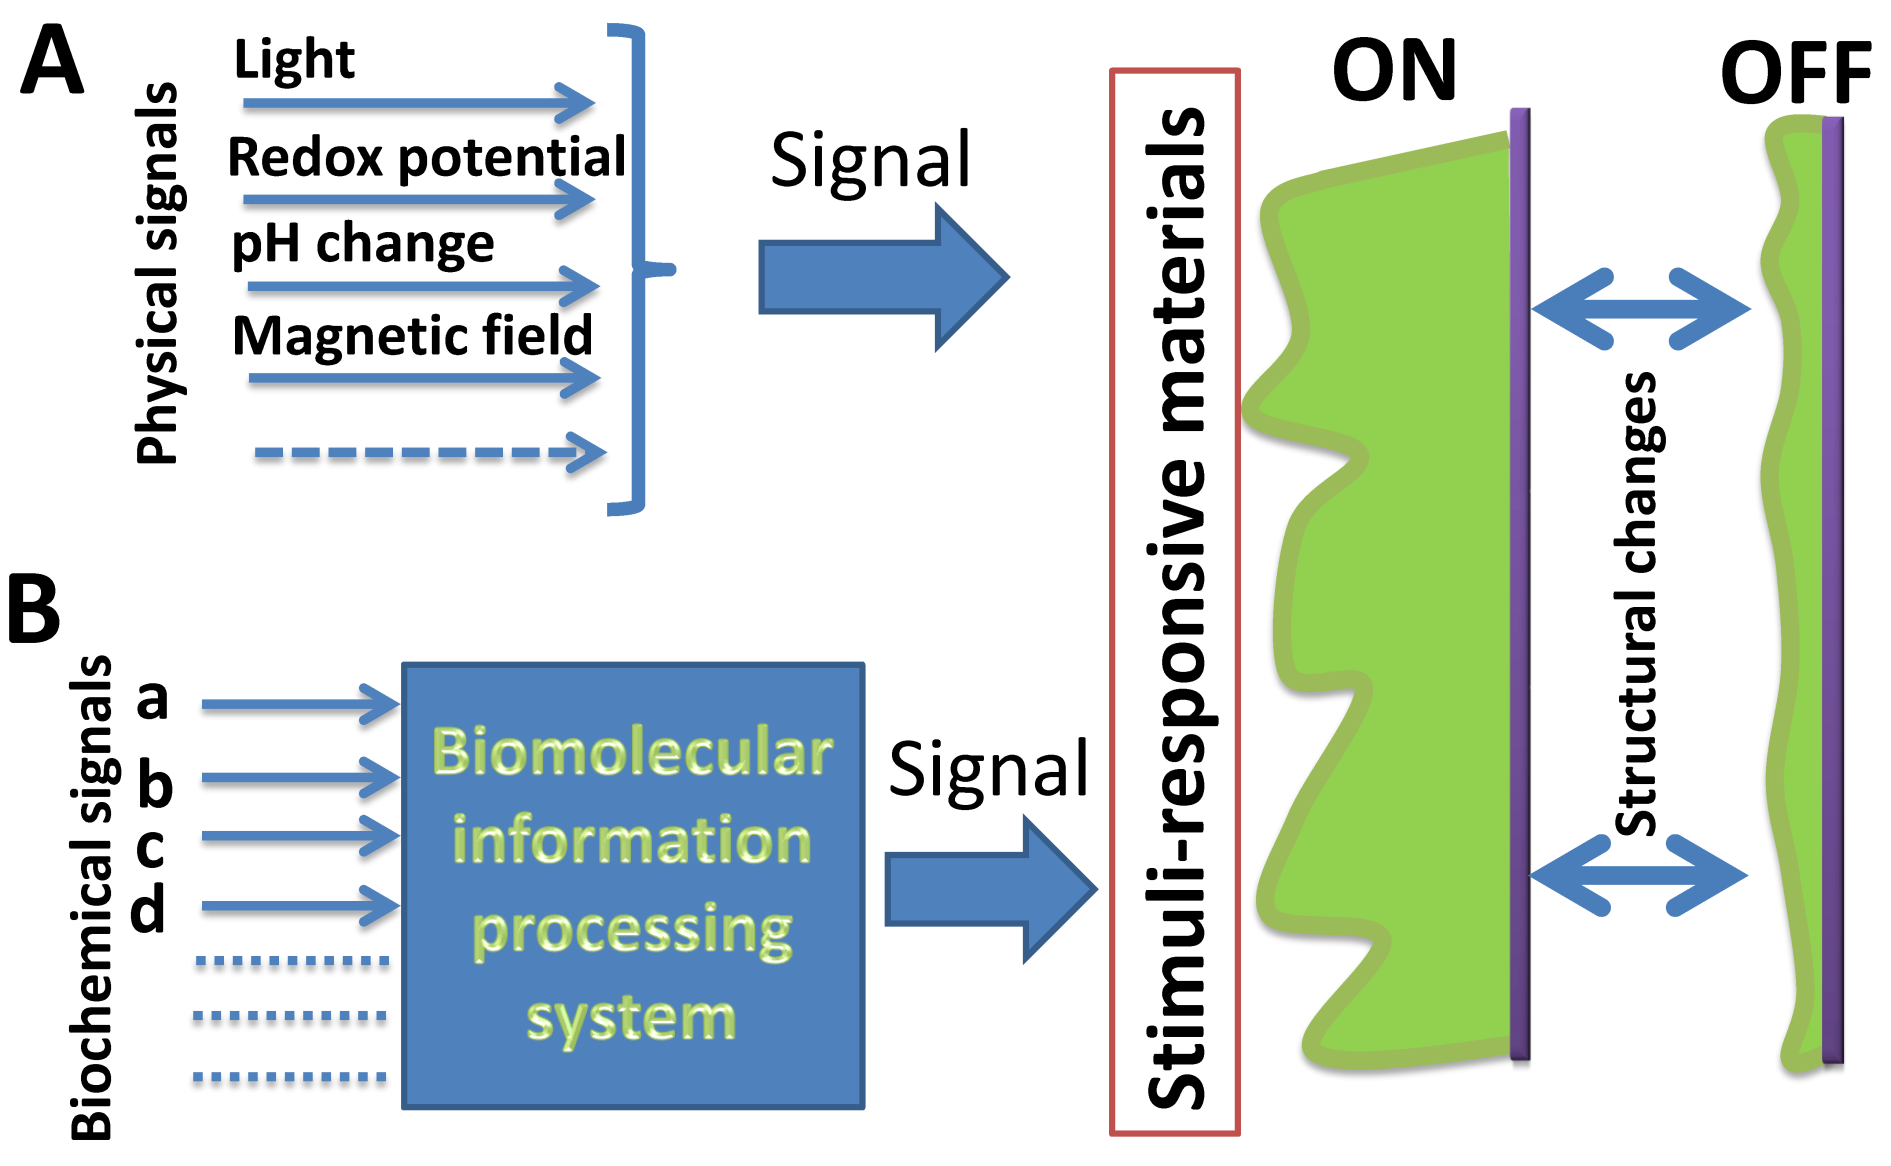 A
Physical signals
Light
Redox potential
pH change
Magnetic field
Signal
B
Biochemical signals
a
b
c
d
Biomolecular
information
processing
system
Signal
Stimuli-responsive materials
ON
OFF
Structural changes